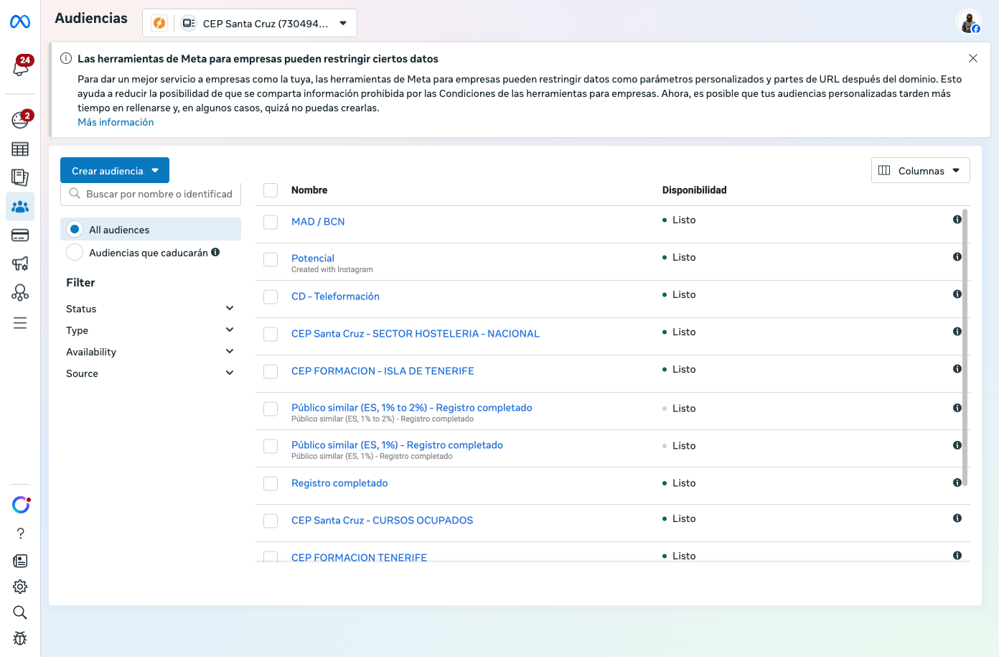 Audiencias
CEP Santa Cruz (730494...
24
Las herramientas de Meta para empresas pueden restringir ciertos datos
Para dar un mejor servicio a empresas como la tuya, las herramientas de Meta para empresas pueden restringir datos como parámetros personalizados y partes de URL después del dominio. Esto
ayuda a reducir la posibilidad de que se comparta información prohibida por las Condiciones de las herramientas para empresas. Ahora, es posible que tus audiencias personalizadas tarden más
tiempo en rellenarse y, en algunos casos, quizá no puedas crearlas.
Más información
2
Crear audiencia
Columnas
Buscar por nombre o identificad
All audiences
Audiencias que caducarán
Filter
Status
Type
Availability
Source
Nombre Disponibilidad
MAD / BCN Listo
Potencial Listo
Created with Instagram
CD - Teleformación Listo
CEP Santa Cruz - SECTOR HOSTELERIA - NACIONAL Listo
CEP FORMACION - ISLA DE TENERIFE Listo
Público similar (ES, 1% to 2%) - Registro completado Listo
Público similar (ES, 1% to 2%) - Registro completado
Público similar (ES, 1%) - Registro completado Listo
Público similar (ES, 1%) - Registro completado
Registro completado Listo
CEP Santa Cruz - CURSOS OCUPADOS Listo
CEP FORMACION TENERIFE Listo